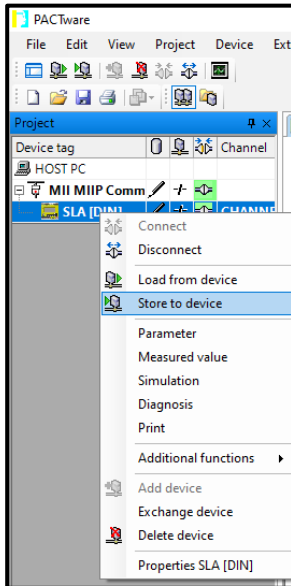 PACTware
File Edit View Project Device Ext
Project
Device tag Channel
HOST PC
MII MIIP Comm
SLA [DIN] CHANN
Connect
Disconnect
Load from device
Store to device
Parameter
Measured value
Simulation
Diagnosis
Print
Additional functions
Add device
Exchange device
Delete device
Properties SLA [DIN]